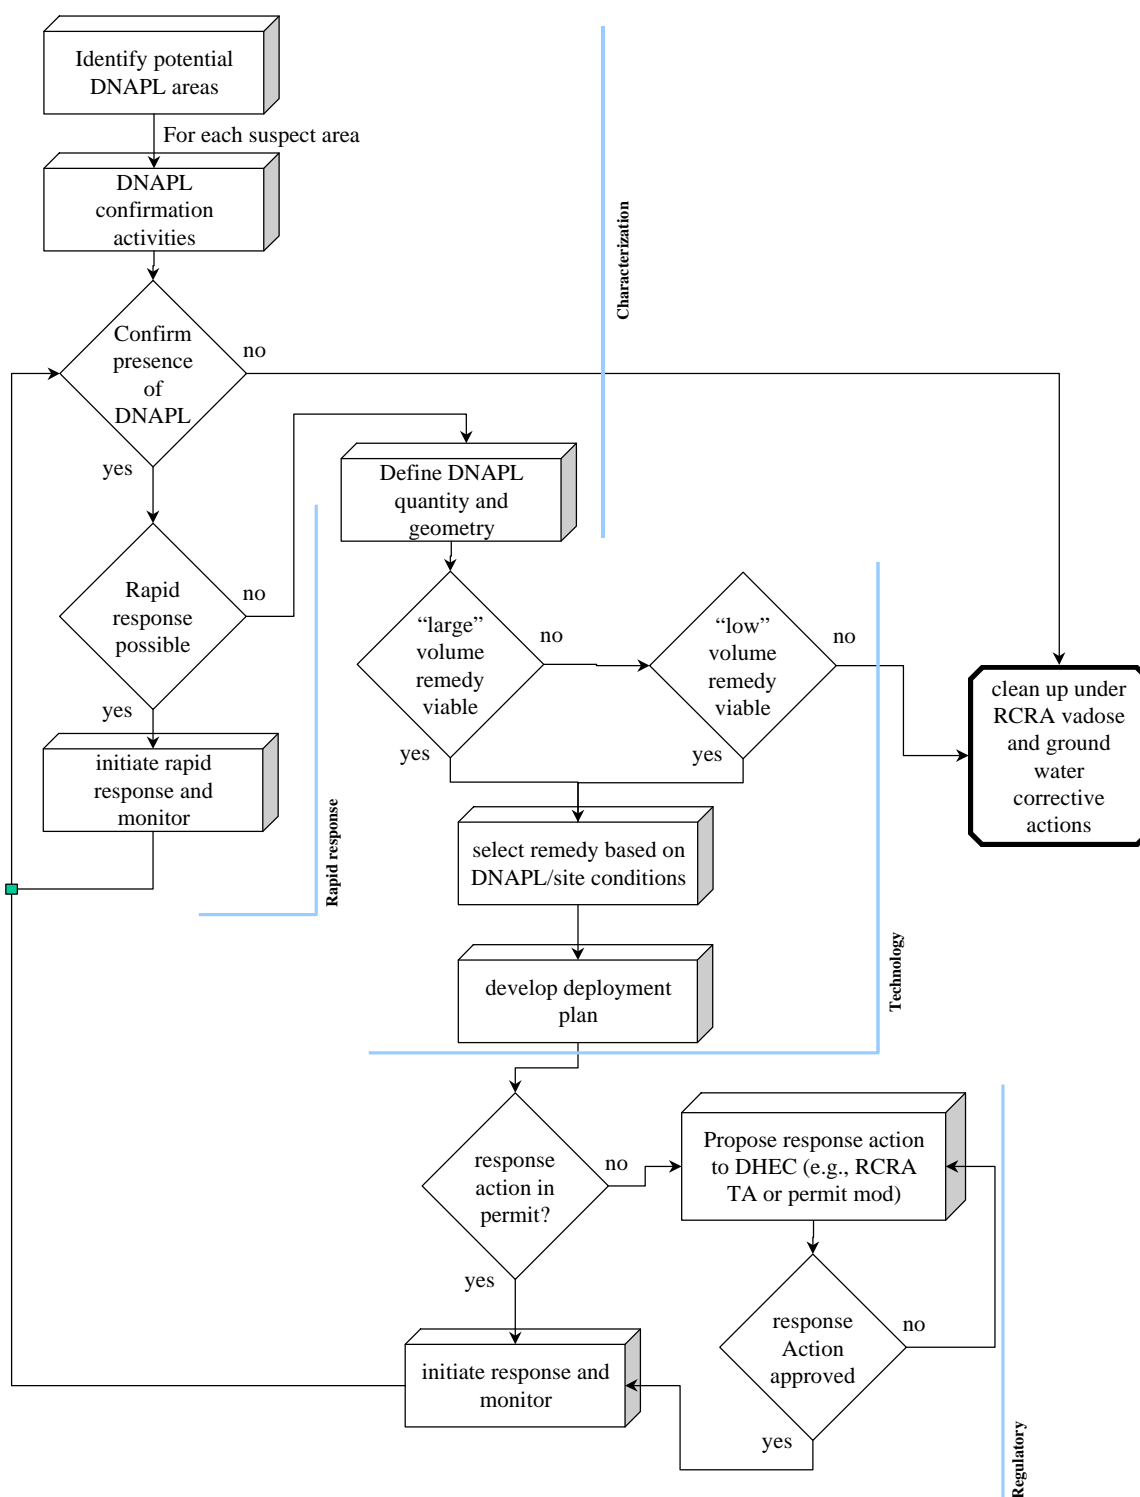 Identify potential
DNAPL areas
For each suspect area
DNAPL
confirmation
activities
Characterization
Confirm
presence
of
DNAPL
no
yes
Define DNAPL
quantity and
geometry
Rapid
response
possible
no
yes
“large”
volume
remedy
viable
no
yes
“low”
volume
remedy
viable
no
yes
clean up under
RCRA vadose
and ground
water
corrective
actions
initiate rapid
response and
monitor
Rapid response
select remedy based on
DNAPL/site conditions
Technology
develop deployment
plan
response
action in
permit?
no
yes
Propose response action
to DHEC (e.g., RCRA
TA or permit mod)
response
Action
approved
no
yes
initiate response and
monitor
Regulatory